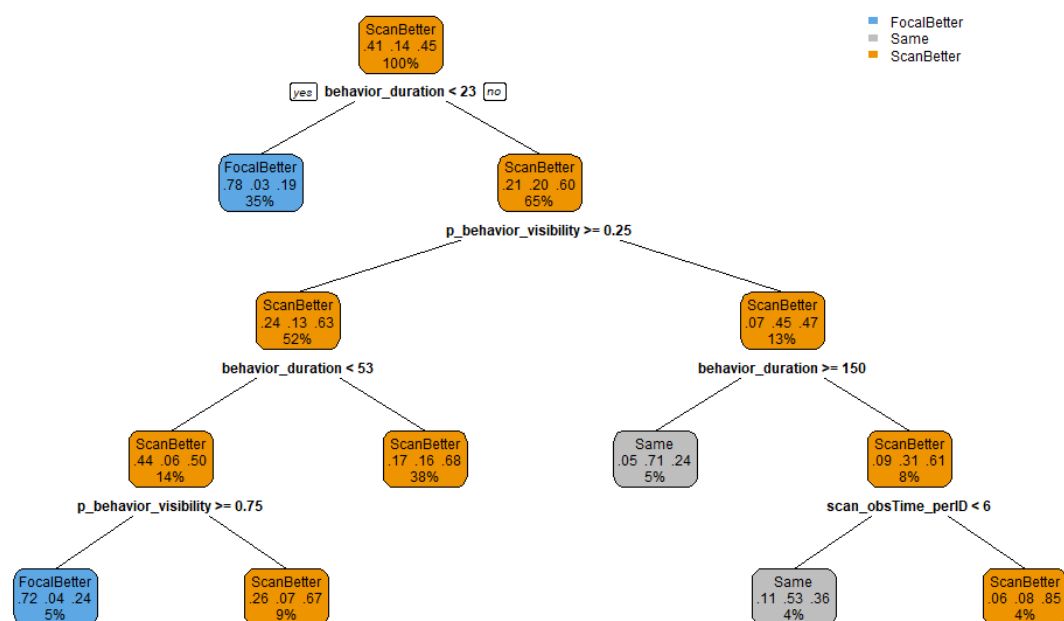 ScanBetter
.41 .14 .45
100%
FocalBetter
Same
ScanBetter
yes behavior_duration < 23 no
FocalBetter
.78 .03 .19
35%
ScanBetter
.21 .20 .60
65%
p_behavior_visibility >= 0.25
ScanBetter
.24 .13 .63
52%
ScanBetter
.07 .45 .47
13%
behavior_duration < 53
behavior_duration >= 150
ScanBetter
.44 .06 .50
14%
ScanBetter
.17 .16 .68
38%
Same
.05 .71 .24
5%
ScanBetter
.09 .31 .61
8%
p_behavior_visibility >= 0.75
scan_obsTime_perID < 6
FocalBetter
.72 .04 .24
5%
ScanBetter
.26 .07 .67
9%
Same
.11 .53 .36
4%
ScanBetter
.06 .08 .85
4%